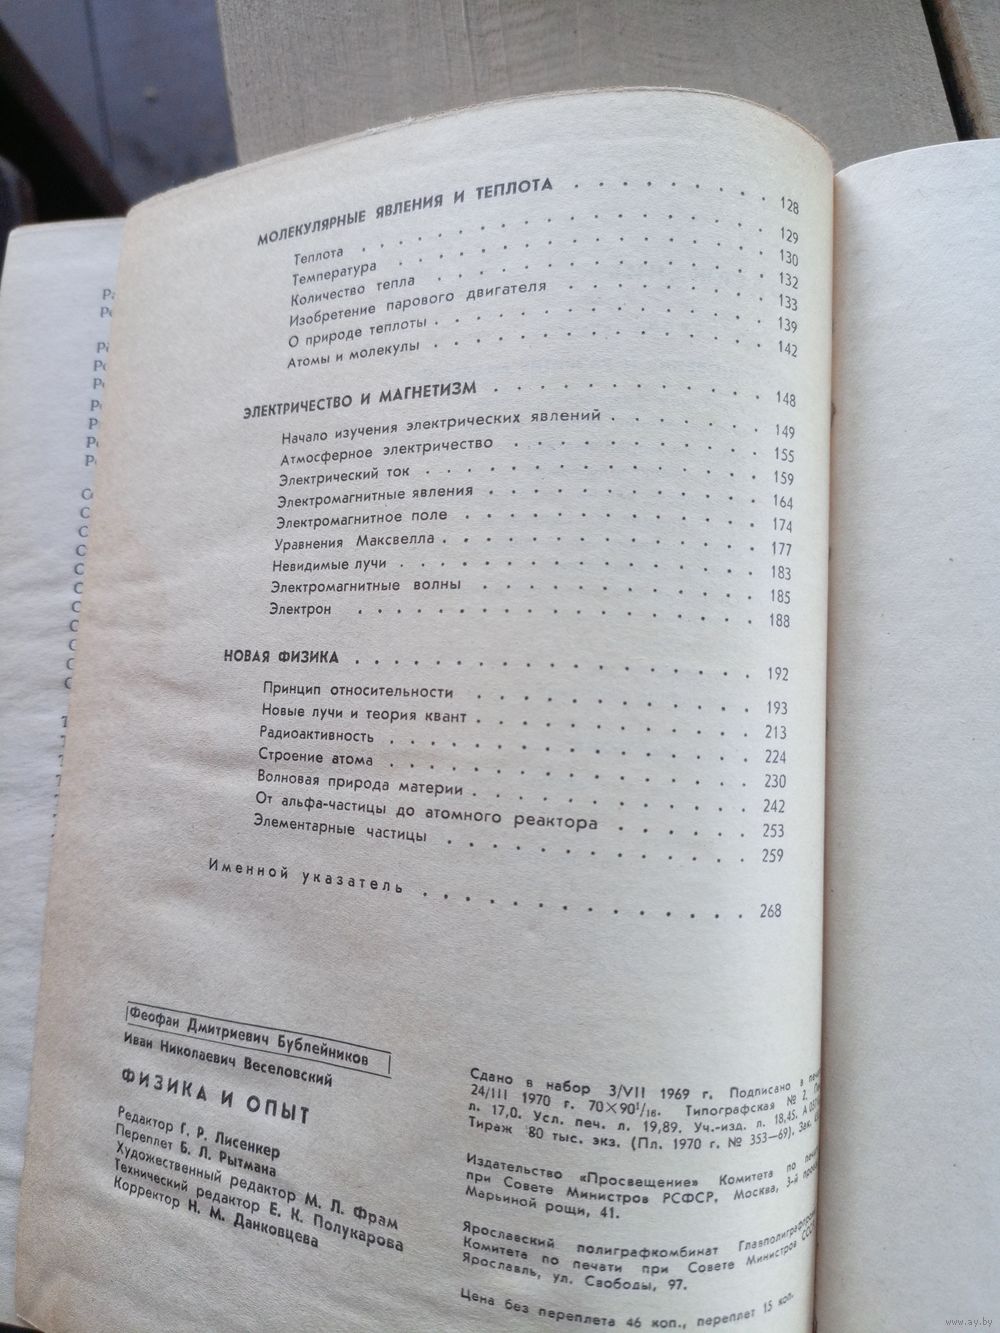 МОЛЕКУЛЯРНЫЕ ЯВЛЕНИЯ И ТЕПЛОТА . . . . . . . . 128
Теплота . . . . . . . . 129
Температура . . . . . . . . 130
Количество тепла . . . . . . . . 132
Изобретение парового двигателя . . . . . . . . 133
О природе теплоты . . . . . . . . 139
Атомы и молекулы . . . . . . . . 142
ЭЛЕКТРИЧЕСТВО И МАГНЕТИЗМ . . . . . . . . 148
Начало изучения электрических явлений . . . . . . . . 149
Атмосферное электричество . . . . . . . . 155
Электрический ток . . . . . . . . 159
Электромагнитные явления . . . . . . . . 164
Электромагнитное поле . . . . . . . . 174
Уравнения Максвелла . . . . . . . . 177
Невидимые лучи . . . . . . . . 183
Электромагнитные волны . . . . . . . . 185
Электрон . . . . . . . . 188
НОВАЯ ФИЗИКА . . . . . . . . 192
Принцип относительности . . . . . . . . 193
Новые лучи и теория квант . . . . . . . . 213
Радиоактивность . . . . . . . . 224
Строение атома . . . . . . . . 230
Волновая природа материи . . . . . . . . 242
От альфа-частицы до атомного реактора . . . . . . 253
Элементарные частицы . . . . . . . . 259
Именной указатель . . . . . . . . 268
Феофан Дмитриевич Бублейников
Иван Николаевич Веселовский
ФИЗИКА И ОПЫТ
Редактор Г. Р. Лисенкер
Переплет Б. Л. Рытмана
Художественный редактор М. Л. Фрам
Технический редактор Е. К. Полукарова
Корректор Н. М. Данковцева
Сдано в набор 3/VII 1969 г. Подписано в
24/III 1970 г. 70×90 1/16. Типографская № 2.
л. 17,0. Усл. печ. л. 19,89. Уч.-изд. л. 18,45.
Тираж 80 тыс. экз. (Пл. 1970 г. № 353—69). Зак.
Издательство «Просвещение» Комитета по
при Совете Министров РСФСР. Москва, 3-й
Марьиной рощи, 41.
Ярославский полиграфкомбинат
Комитета по печати при Совете Министров
Ярославль, ул. Свободы, 97.
Цена без переплета 46 коп., переплет 15 коп.
www.ay.by